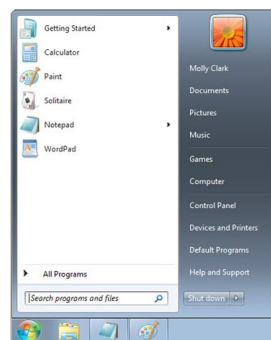 Getting Started
Calculator
Paint
Solitaire
Notepad
WordPad
All Programs
Search programs and files
Molly Clark
Documents
Pictures
Music
Games
Computer
Control Panel
Devices and Printers
Default Programs
Help and Support
Shut down